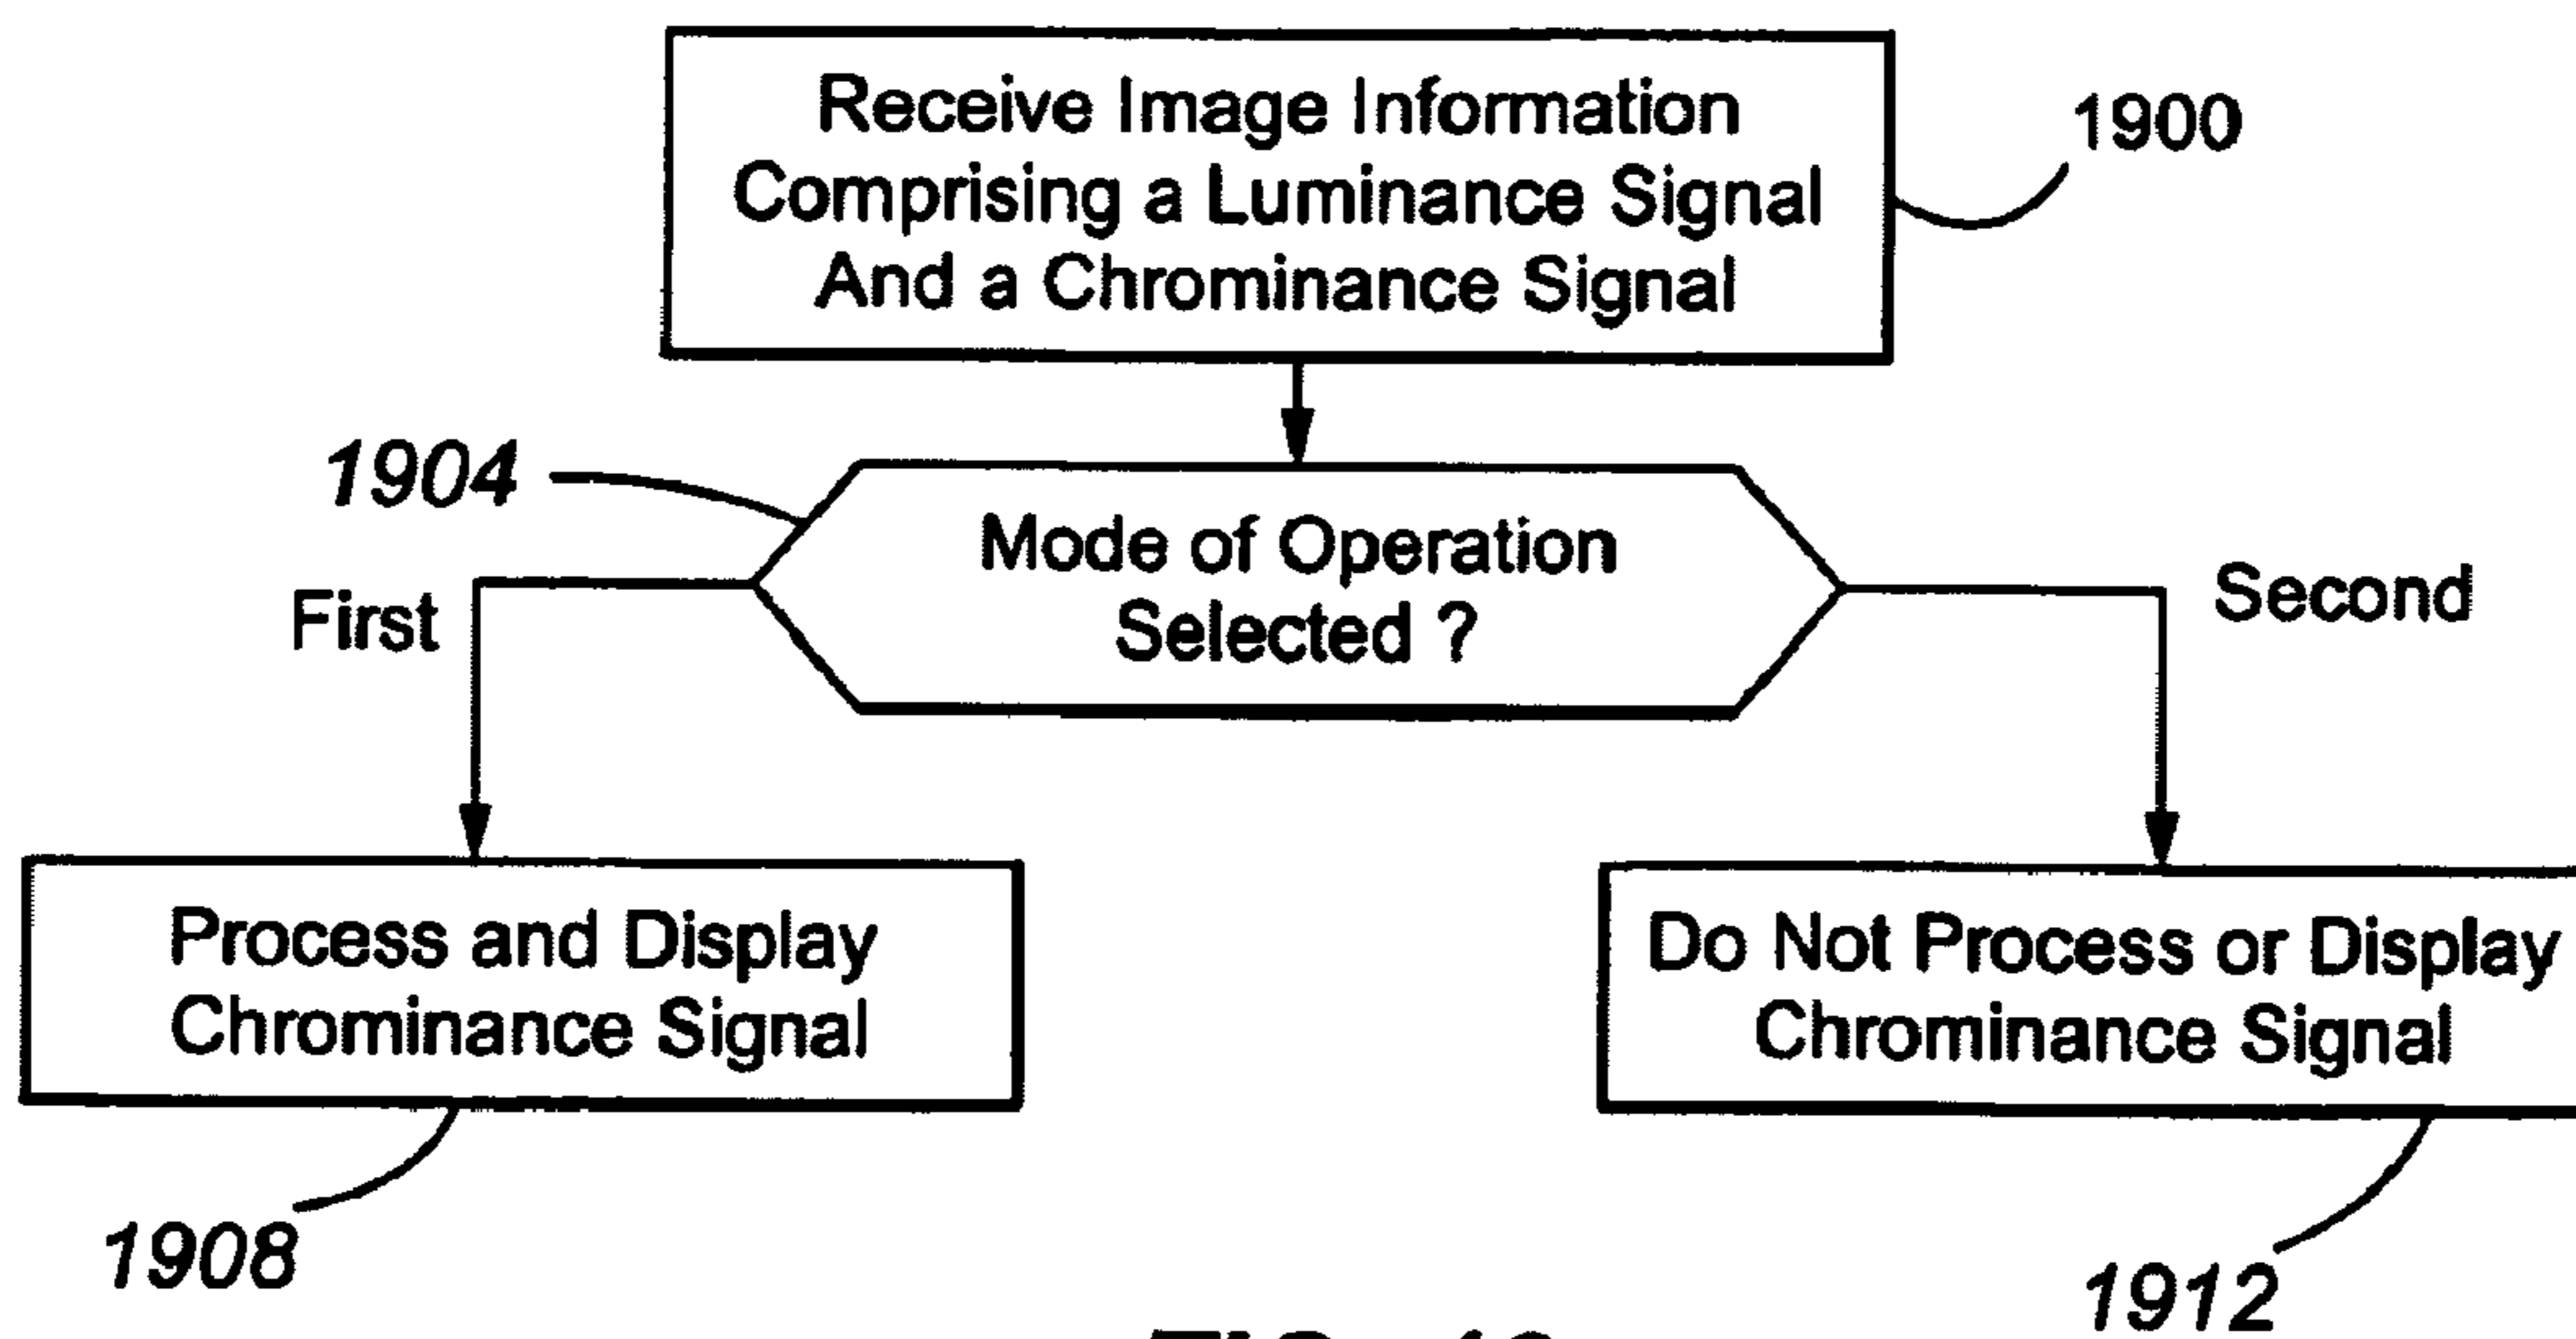 Receive Image Information
Comprising a Luminance Signal
And a Chrominance Signal
1900
1904
Mode of Operation
Selected ?
First
Second
Process and Display
Chrominance Signal
Do Not Process or Display
Chrominance Signal
1908
1912